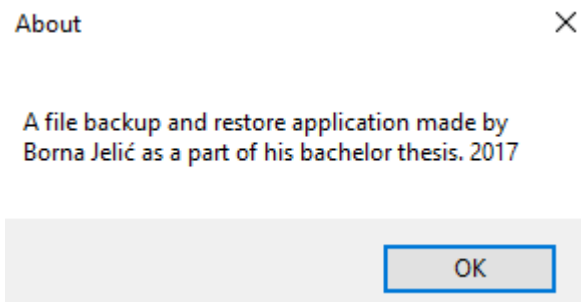 About
A file backup and restore application made by
Borna Jelić as a part of his bachelor thesis. 2017
OK